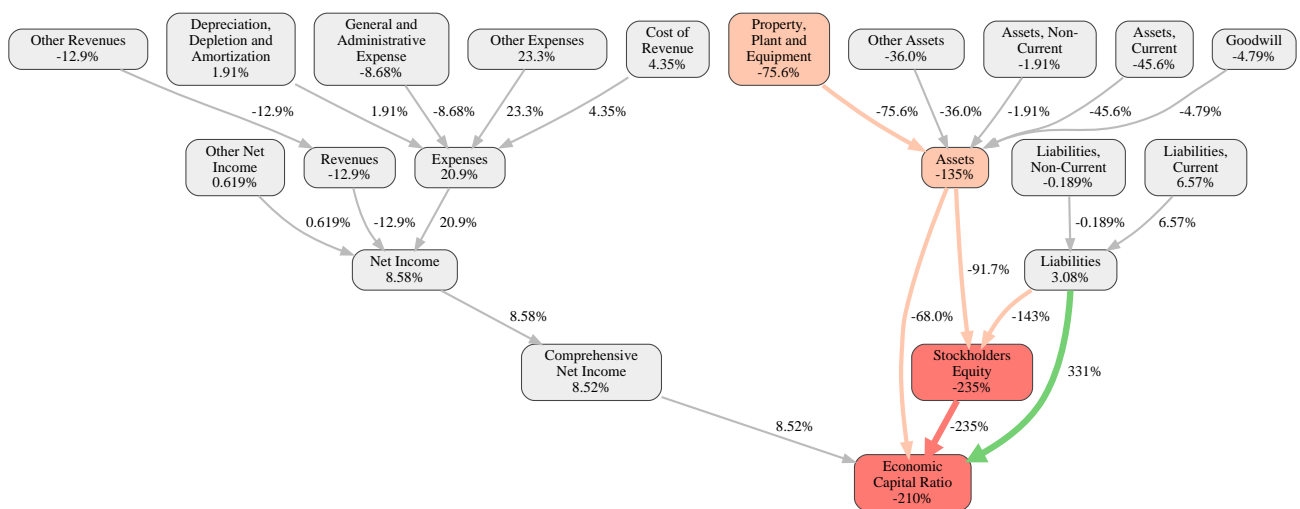 Other Revenues
-12.9%
Depreciation,
Depletion and
Amortization
1.91%
General and
Administrative
Expense
-8.68%
Other Expenses
23.3%
Cost of
Revenue
4.35%
Property,
Plant and
Equipment
-75.6%
Other Assets
-36.0%
Assets, Non-
Current
-1.91%
Assets,
Current
-45.6%
Goodwill
-4.79%
-12.9%
1.91%
-8.68%
23.3%
4.35%
-75.6%
-36.0%
-1.91%
-45.6%
-4.79%
Other Net
Income
0.619%
Revenues
-12.9%
Expenses
20.9%
Assets
-135%
Liabilities,
Non-Current
-0.189%
Liabilities,
Current
6.57%
0.619%
-12.9%
20.9%
-0.189%
6.57%
Net Income
8.58%
-91.7%
Liabilities
3.08%
8.58%
-68.0%
-143%
Comprehensive
Net Income
8.52%
Stockholders
Equity
-235%
331%
8.52%
-235%
Economic
Capital Ratio
-210%